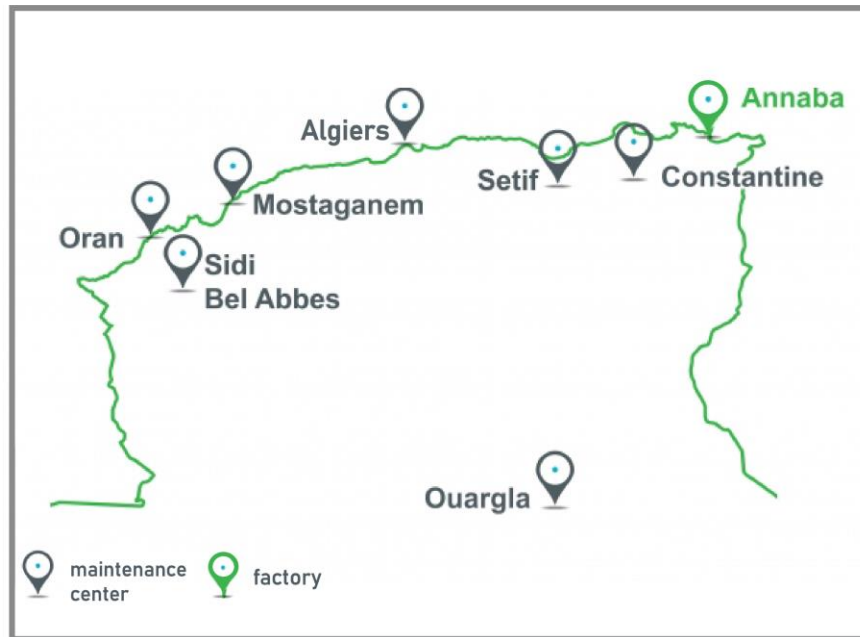 Annaba
Algiers
Setif
Constantine
Mostaganem
Oran
Sidi
Bel Abbes
Ouargla
maintenance
center
factory